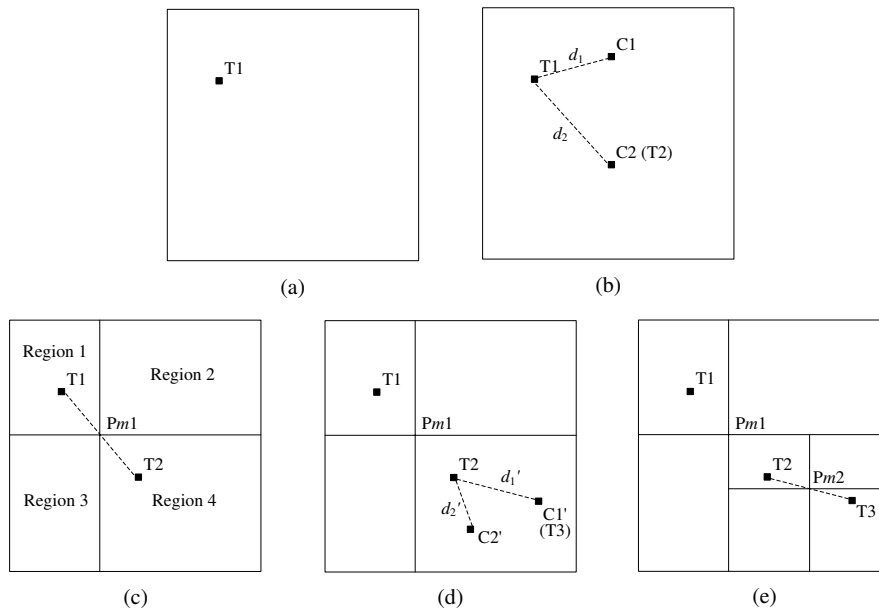 T1
(a)
C1
T1
d1
d2
C2 (T2)
(b)
Region 1
T1
Region 2
Pm1
T2
Region 3
Region 4
(c)
T1
Pm1
T2
d1'
d2'
C1'
(T3)
C2'
(d)
T1
Pm1
T2
Pm2
T3
(e)